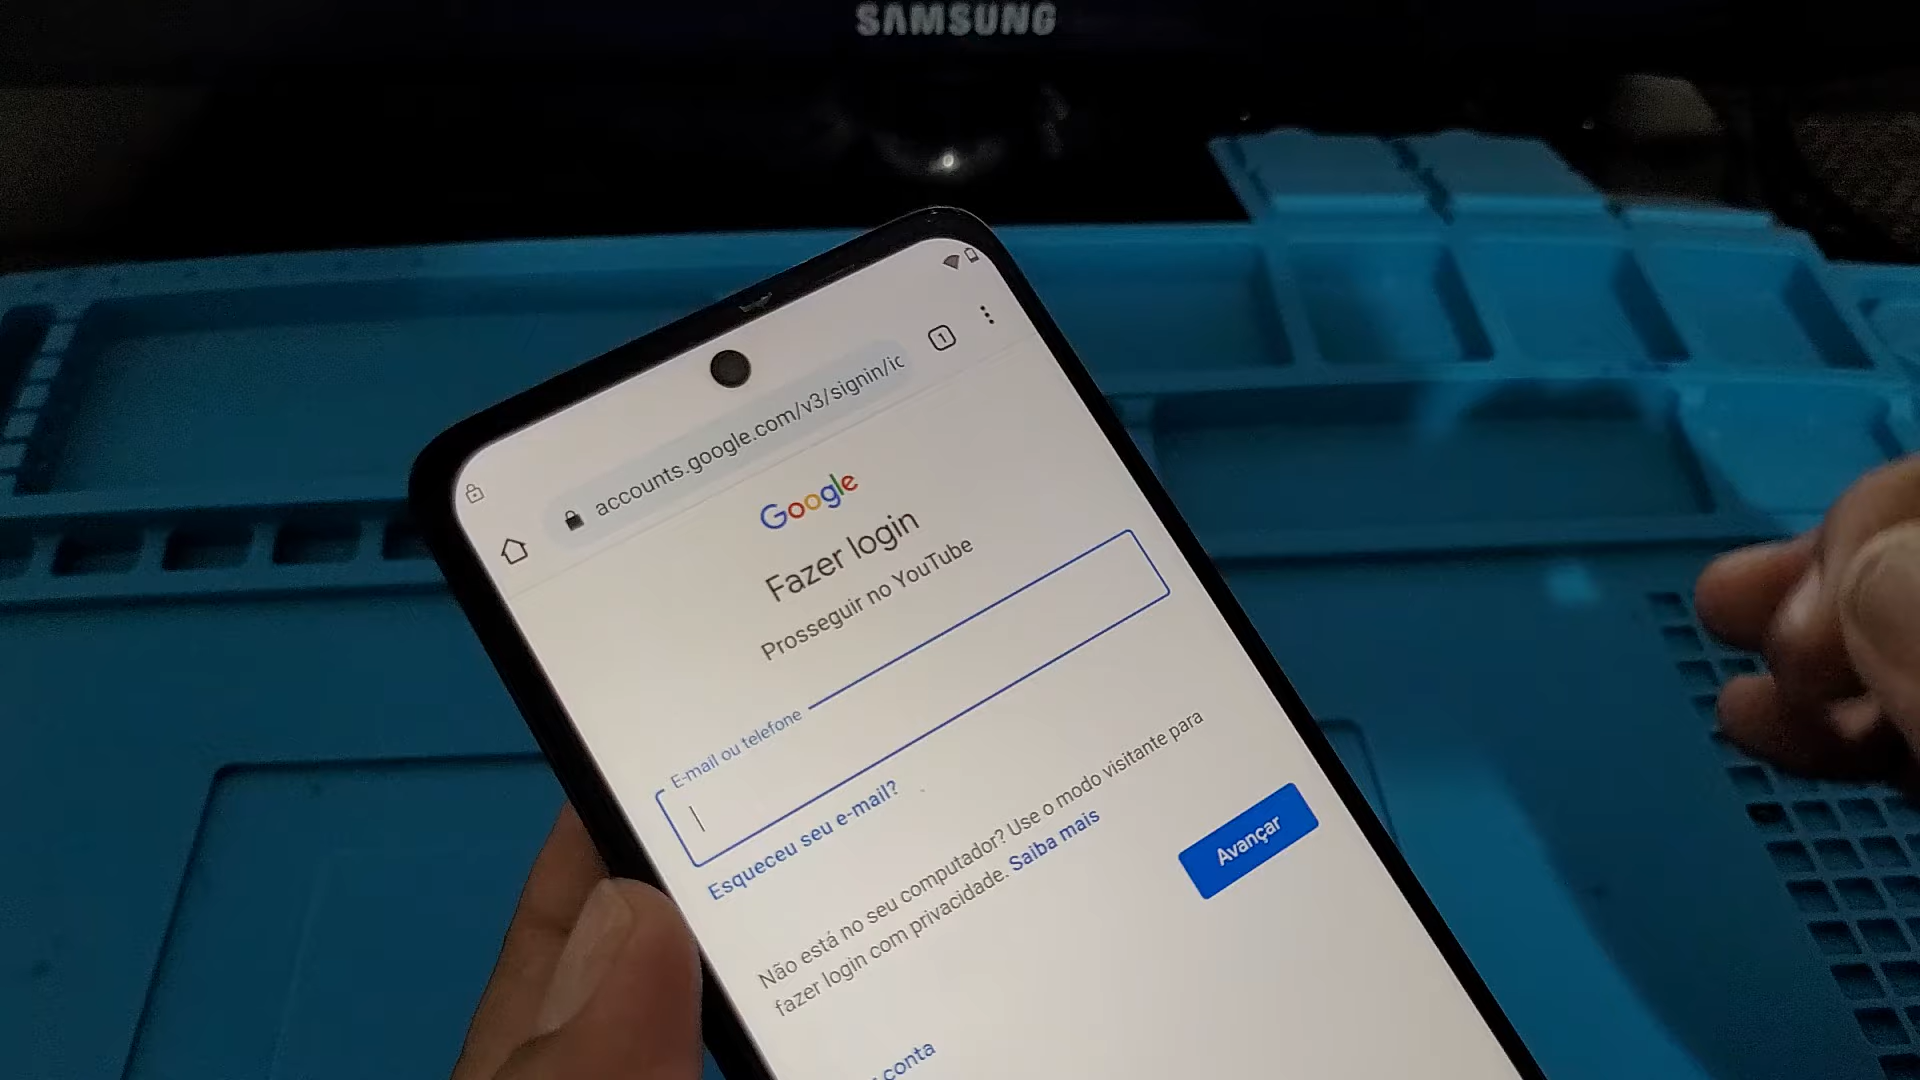 SAMSUNG
1
accounts.google.com/v3/signin/ic
Google
Fazer login
Prosseguir no YouTube
E-mail ou telefone
Esqueceu seu e-mail?
Não está no seu computador? Use o modo visitante para
fazer login com privacidade. Saiba mais
Avançar
conta